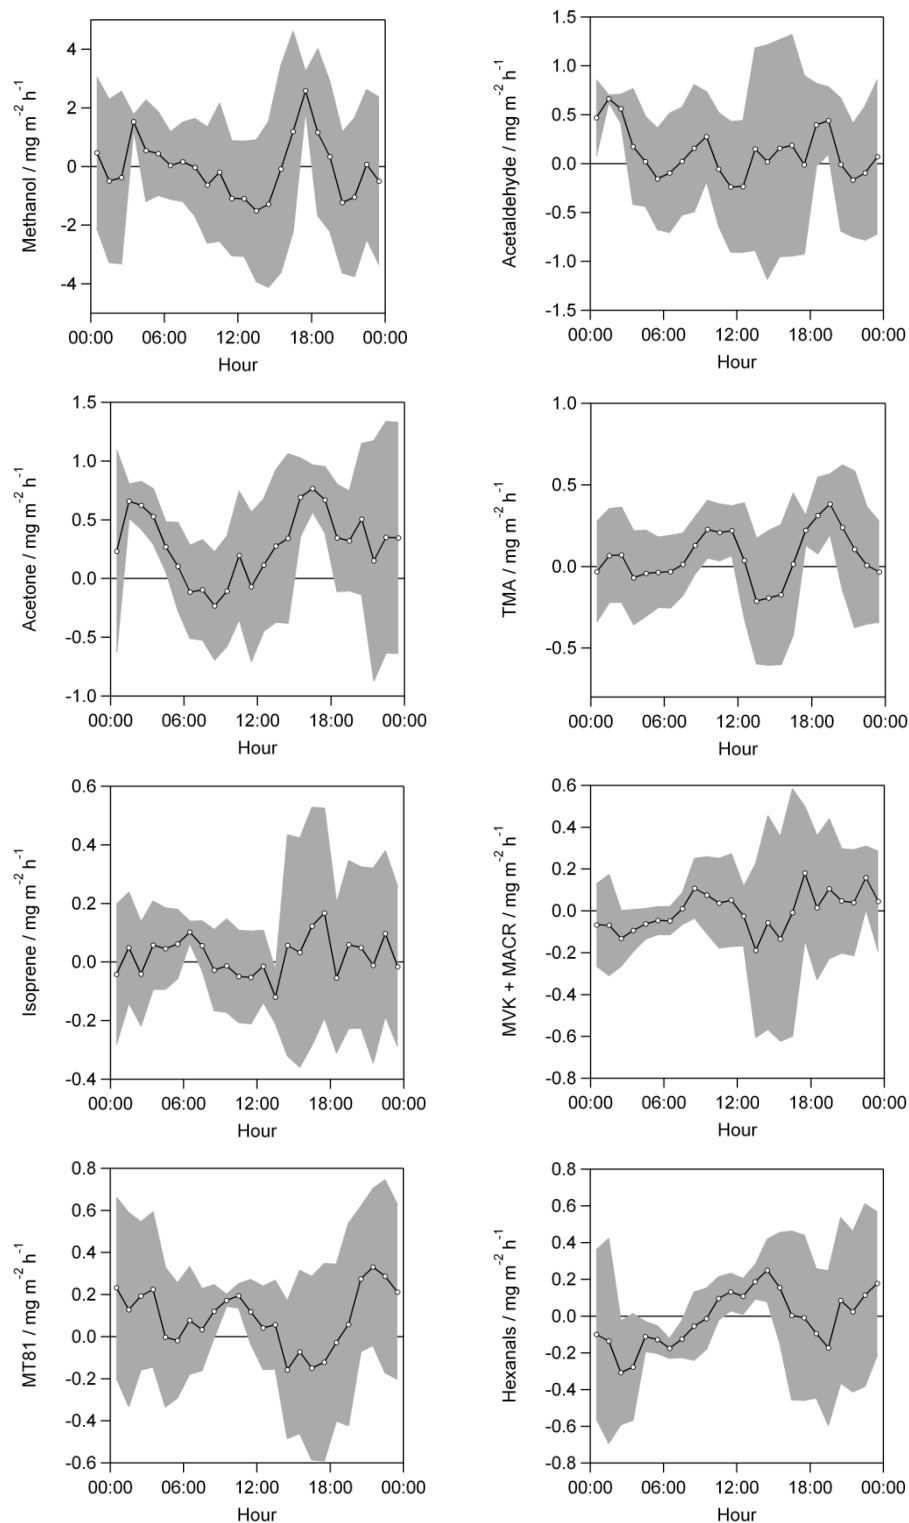 Methanol / mg m⁻² h⁻¹
4
2
0
-2
-4
00:00 06:00 12:00 18:00 00:00
Hour
Acetaldehyde / mg m⁻² h⁻¹
1.5
1.0
0.5
0.0
-0.5
-1.0
-1.5
00:00 06:00 12:00 18:00 00:00
Hour
Acetone / mg m⁻² h⁻¹
1.5
1.0
0.5
0.0
-0.5
-1.0
00:00 06:00 12:00 18:00 00:00
Hour
TMA / mg m⁻² h⁻¹
1.0
0.5
0.0
-0.5
00:00 06:00 12:00 18:00 00:00
Hour
Isoprene / mg m⁻² h⁻¹
0.6
0.4
0.2
0.0
-0.2
-0.4
00:00 06:00 12:00 18:00 00:00
Hour
MVK + MACR / mg m⁻² h⁻¹
0.6
0.4
0.2
0.0
-0.2
-0.4
-0.6
-0.8
00:00 06:00 12:00 18:00 00:00
Hour
MT81 / mg m⁻² h⁻¹
0.8
0.6
0.4
0.2
0.0
-0.2
-0.4
-0.6
00:00 06:00 12:00 18:00 00:00
Hour
Hexanals / mg m⁻² h⁻¹
0.8
0.6
0.4
0.2
0.0
-0.2
-0.4
-0.6
-0.8
00:00 06:00 12:00 18:00 00:00
Hour